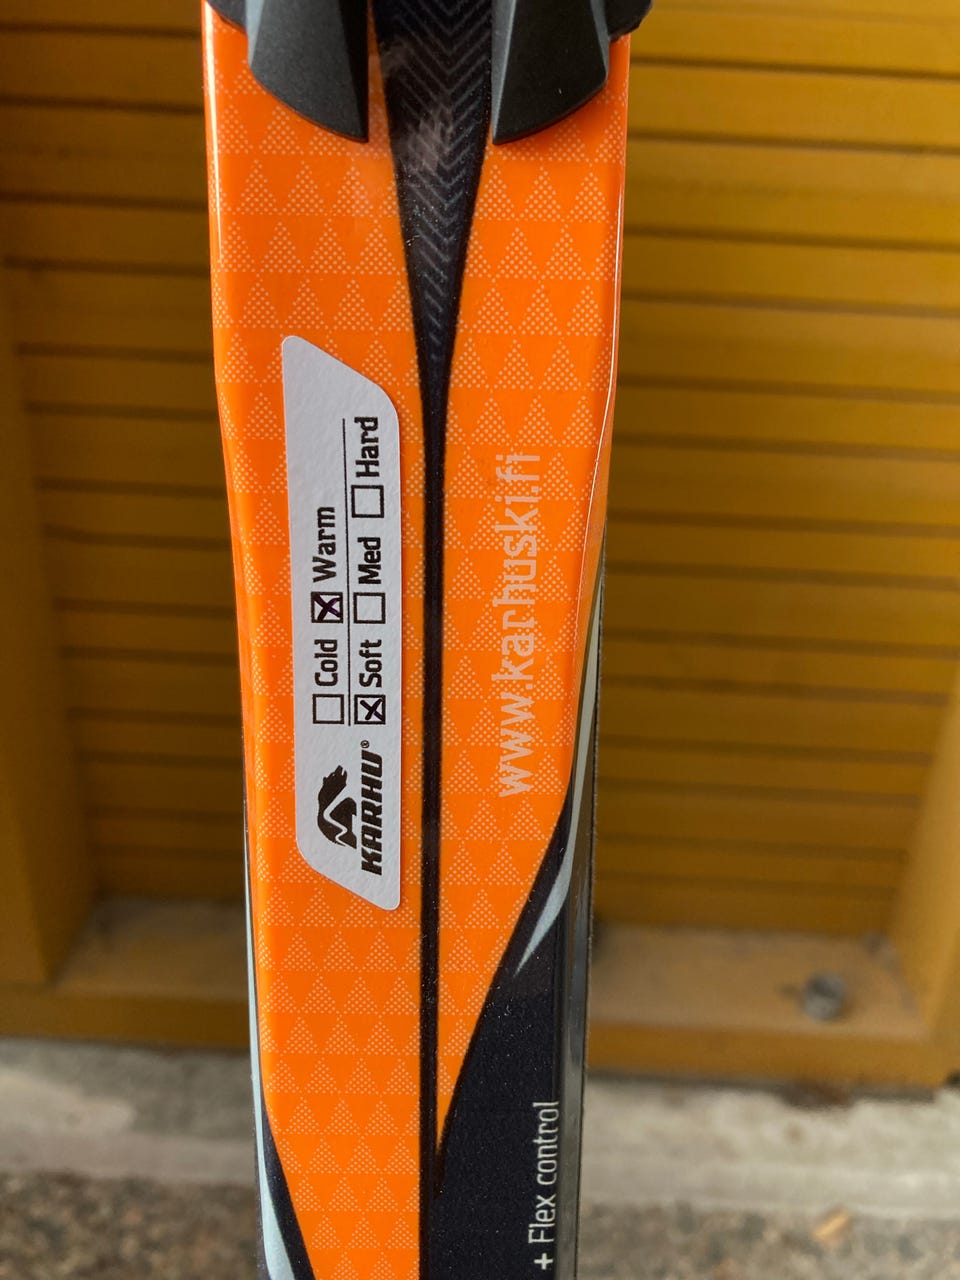 ☐ Cold ☒ Warm
☒ Soft ☐ Med ☐ Hard
KARHU®
www.karhuski.fi
+ Flex control